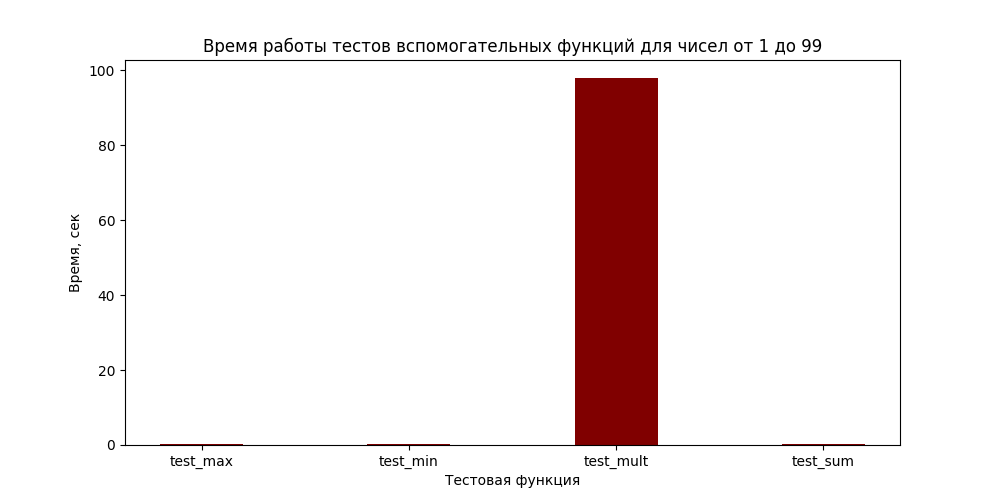 Время работы тестов вспомогательных функций для чисел от 1 до 99
Время, сек
100
80
60
40
20
0
test_max test_min test_mult test_sum
Тестовая функция